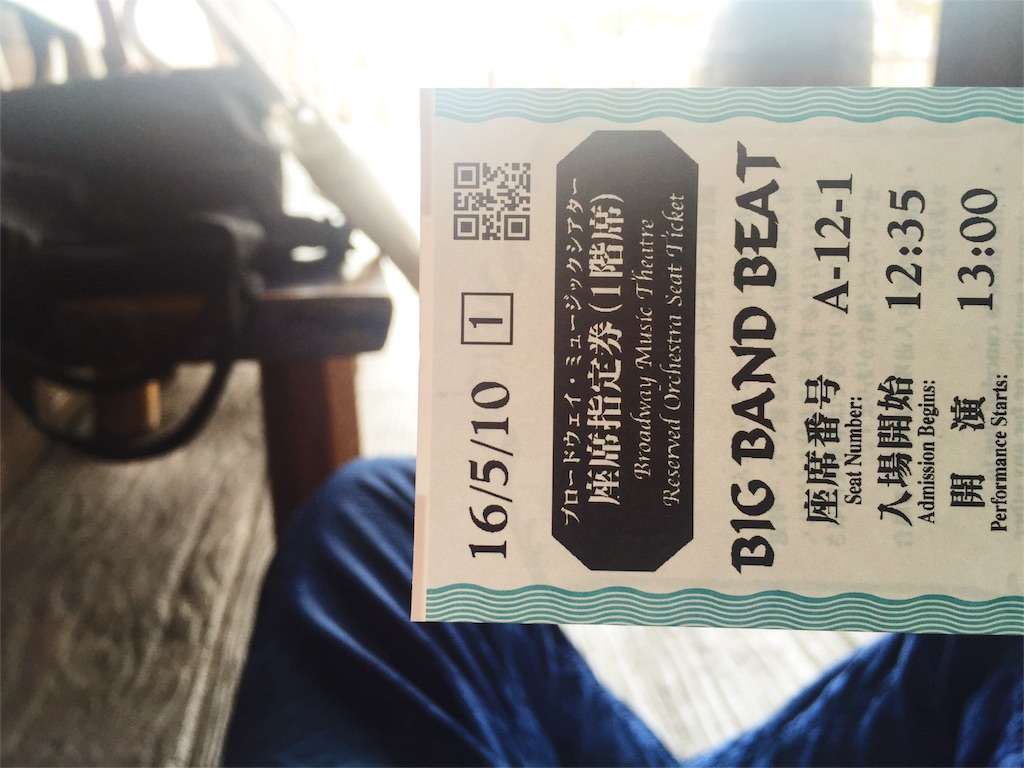 16/5/10 1
ブロードウェイ・ミュージックシアター
座席指定券(1階席)
Broadway Music Theatre
Reserved Orchestra Seat Ticket
BIG BAND BEAT
座席番号 A-12-1
Seat Number:
入場開始 12:35
Admission Begins:
開演 13:00
Performance Starts: